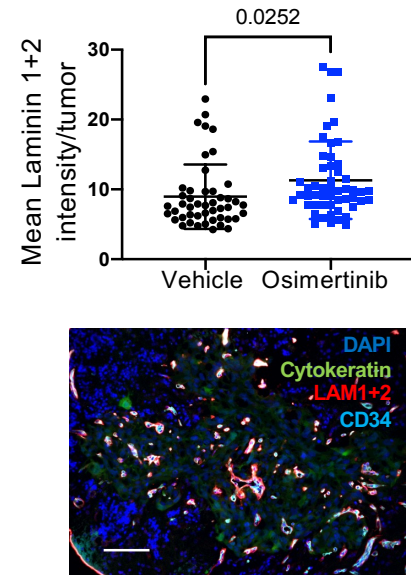 0.0252
Mean Laminin 1+2
intensity/tumor
30
20
10
0
Vehicle Osimertinib
DAPI
Cytokeratin
LAM1+2
CD34